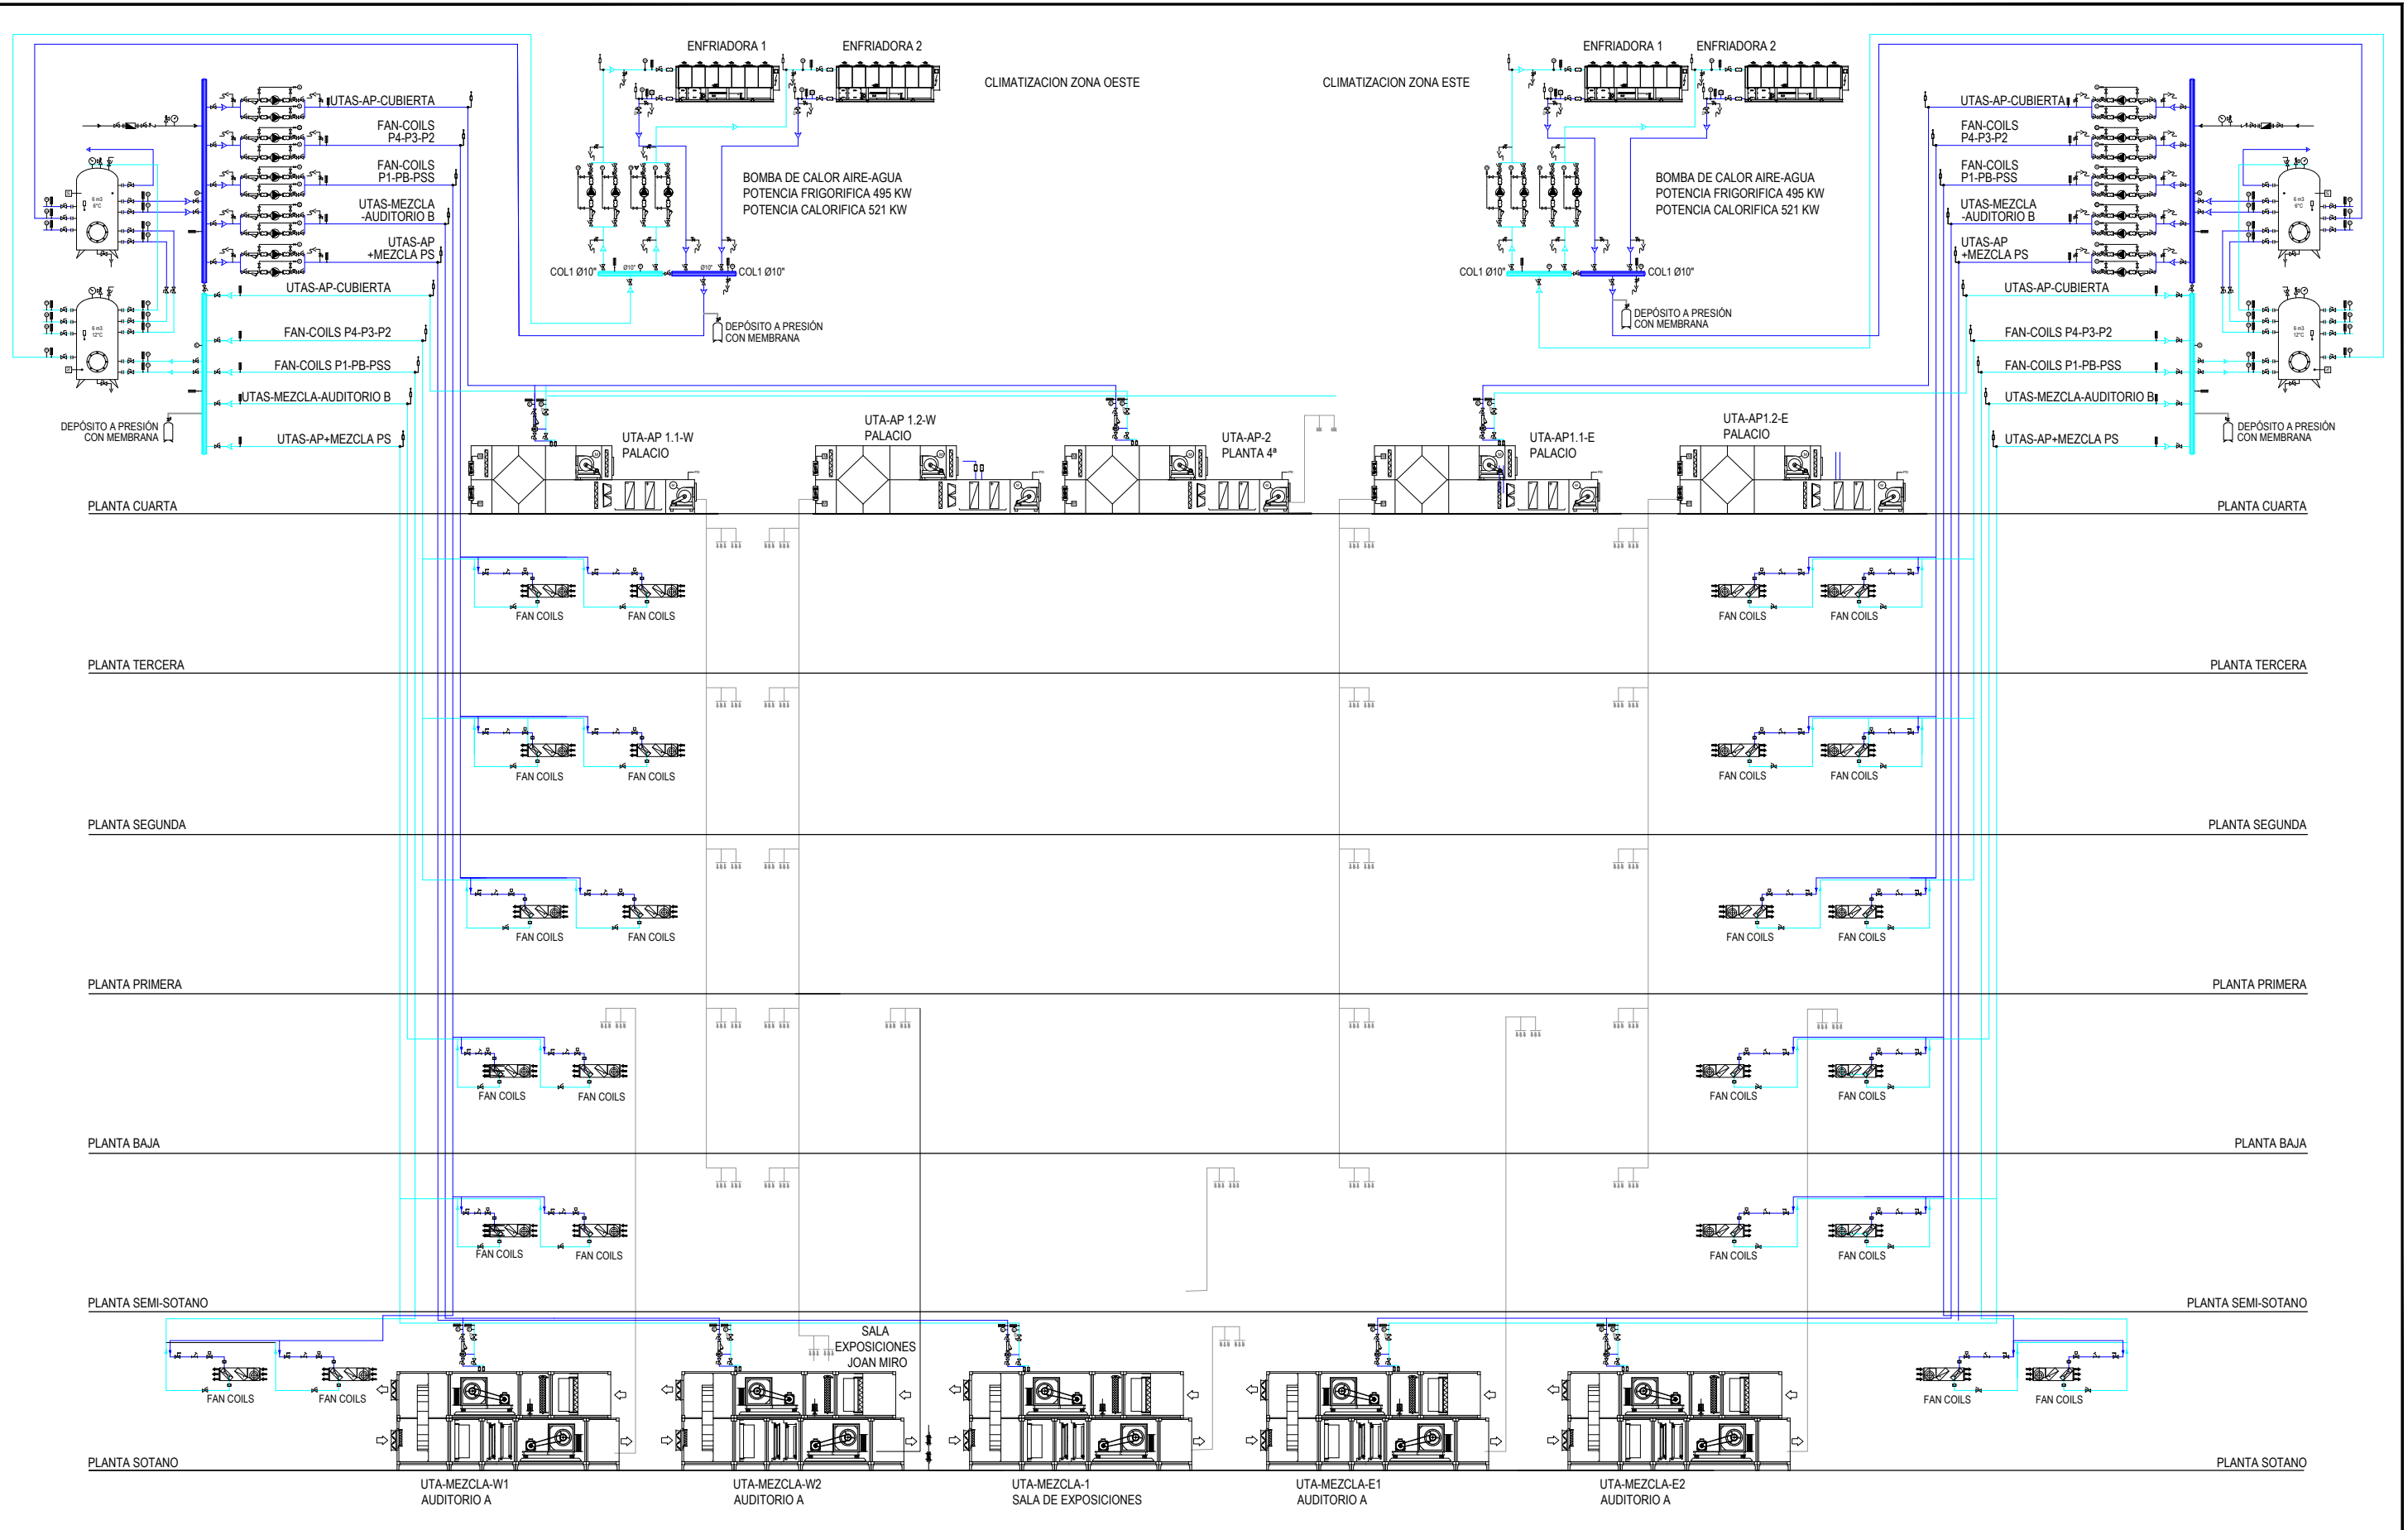 ENFRIADORA 1
ENFRIADORA 2
CLIMATIZACION ZONA OESTE
CLIMATIZACION ZONA ESTE
ENFRIADORA 1
ENFRIADORA 2
UTAS-AP-CUBIERTA
FAN-COILS
P4-P3-P2
FAN-COILS
P1-PB-PSS
UTAS-MEZCLA
-AUDITORIO B
UTAS-AP
+MEZCLA PS
UTAS-AP-CUBIERTA
FAN-COILS P4-P3-P2
FAN-COILS P1-PB-PSS
UTAS-MEZCLA-AUDITORIO B
UTAS-AP+MEZCLA PS
6 m3
6°C
6 m3
12°C
DEPÓSITO A PRESIÓN
CON MEMBRANA
BOMBA DE CALOR AIRE-AGUA
POTENCIA FRIGORIFICA 495 KW
POTENCIA CALORIFICA 521 KW
COL1 Ø10"
Ø10"
Ø10"
COL1 Ø10"
DEPÓSITO A PRESIÓN
CON MEMBRANA
BOMBA DE CALOR AIRE-AGUA
POTENCIA FRIGORIFICA 495 KW
POTENCIA CALORIFICA 521 KW
COL1 Ø10"
COL1 Ø10"
DEPÓSITO A PRESIÓN
CON MEMBRANA
UTAS-AP-CUBIERTA
FAN-COILS
P4-P3-P2
FAN-COILS
P1-PB-PSS
UTAS-MEZCLA
-AUDITORIO B
UTAS-AP
+MEZCLA PS
UTAS-AP-CUBIERTA
FAN-COILS P4-P3-P2
FAN-COILS P1-PB-PSS
UTAS-MEZCLA-AUDITORIO B
UTAS-AP+MEZCLA PS
6 m3
6°C
6 m3
12°C
DEPÓSITO A PRESIÓN
CON MEMBRANA
UTA-AP 1.1-W
PALACIO
UTA-AP 1.2-W
PALACIO
UTA-AP-2
PLANTA 4ª
UTA-AP1.1-E
PALACIO
UTA-AP1.2-E
PALACIO
PLANTA CUARTA
PLANTA CUARTA
FAN COILS
FAN COILS
FAN COILS
FAN COILS
PLANTA TERCERA
PLANTA TERCERA
FAN COILS
FAN COILS
FAN COILS
FAN COILS
PLANTA SEGUNDA
PLANTA SEGUNDA
FAN COILS
FAN COILS
FAN COILS
FAN COILS
PLANTA PRIMERA
PLANTA PRIMERA
FAN COILS
FAN COILS
FAN COILS
FAN COILS
PLANTA BAJA
PLANTA BAJA
FAN COILS
FAN COILS
FAN COILS
FAN COILS
PLANTA SEMI-SOTANO
PLANTA SEMI-SOTANO
SALA
EXPOSICIONES
JOAN MIRO
FAN COILS
FAN COILS
FAN COILS
FAN COILS
PLANTA SOTANO
PLANTA SOTANO
UTA-MEZCLA-W1
AUDITORIO A
UTA-MEZCLA-W2
AUDITORIO A
UTA-MEZCLA-1
SALA DE EXPOSICIONES
UTA-MEZCLA-E1
AUDITORIO A
UTA-MEZCLA-E2
AUDITORIO A